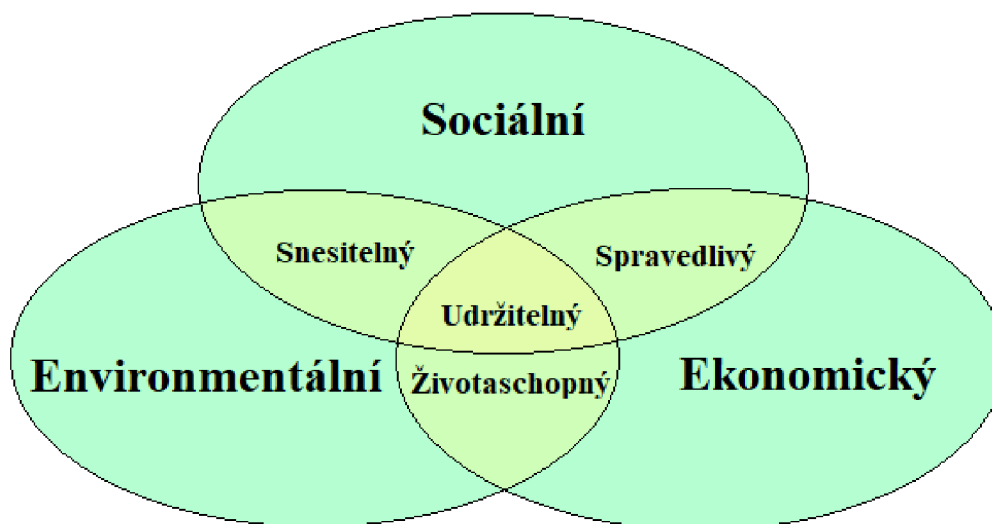 Sociální
Snesitelný
Spravedlivý
Udržitelný
Environmentální
Životaschopný
Ekonomický